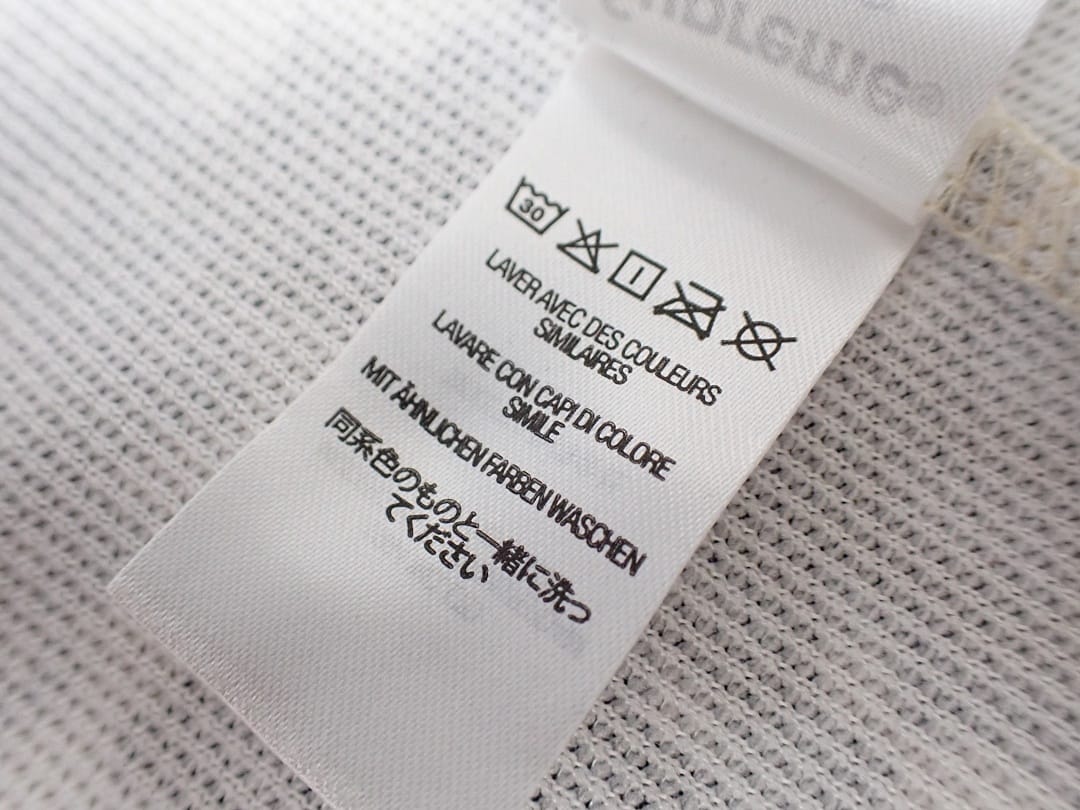 30
LAVER AVEC DES COULEURS
SIMILAIRES
LAVARE CON CAPI DI COLORE
SIMILE
MIT ÄHNLICHEN FARBEN WASCHEN
同系色のものと一緒に洗っ
てください